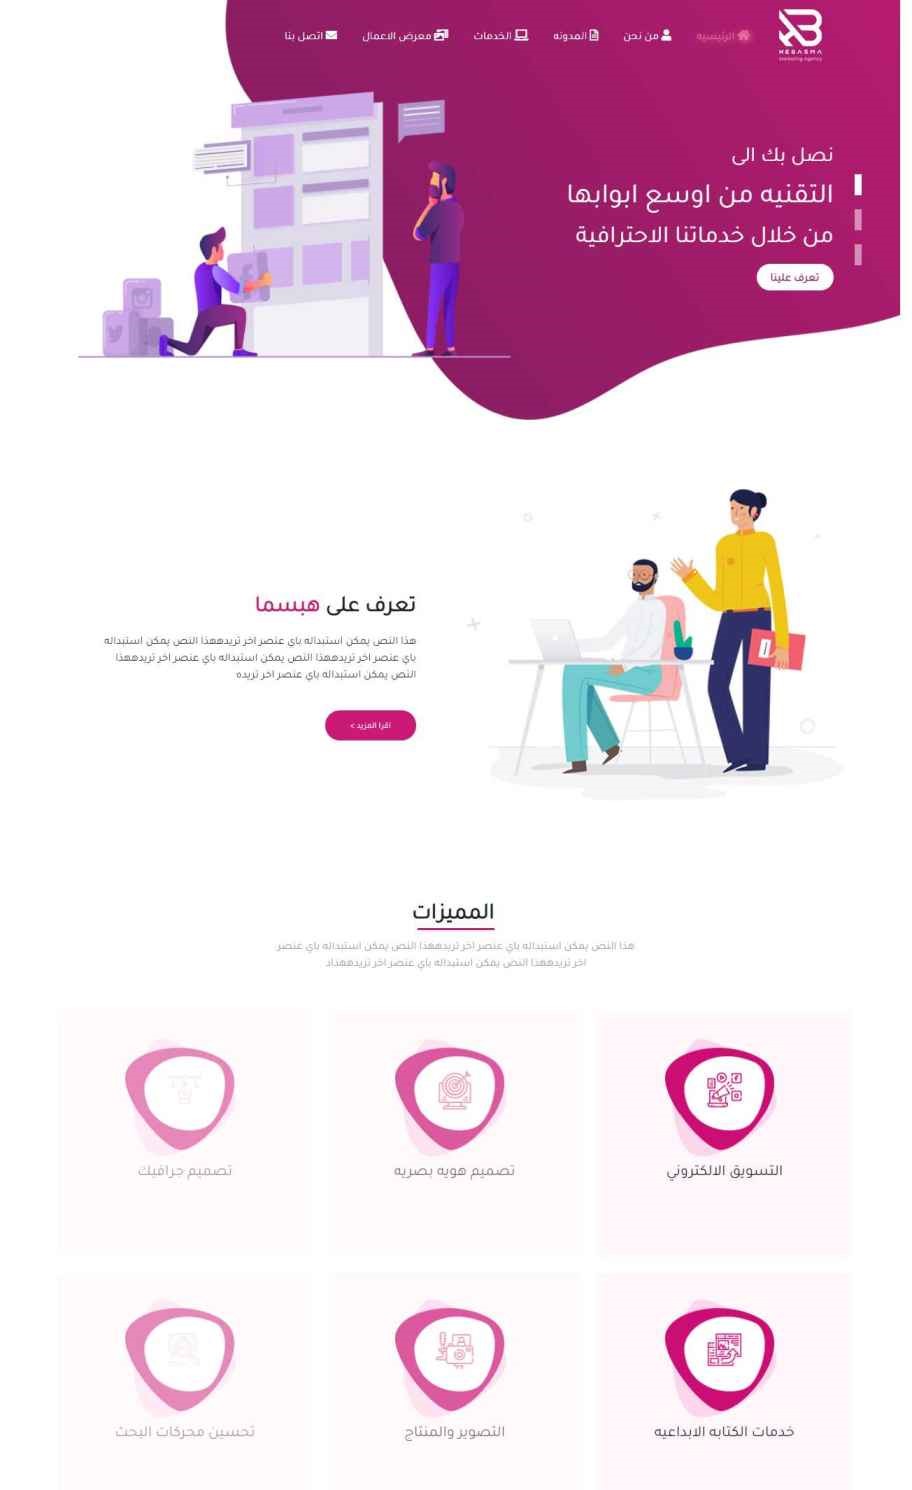 HEBASMA
Marketing Agency
الرئيسيه
من نحن
المدونه
الخدمات
معرض الاعمال
اتصل بنا
نصل بك الى
التقنيه من اوسع ابوابها
من خلال خدماتنا الاحترافية
تعرف علينا
تعرف على هبسما
هذا النص يمكن استبداله باي عنصر اخر تريدههذا النص يمكن استبداله
باي عنصر اخر تريدههذا النص يمكن استبداله باي عنصر اخر تريدههذا
النص يمكن استبداله باي عنصر اخر تريده
اقرا المزيد >
المميزات
هذا النص يمكن استبداله باي عنصر اخر تريدههذا النص يمكن استبداله باي عنصر
اخر تريدههذا النص يمكن استبداله باي عنصر اخر تريدههذاد
التسويق الالكتروني
تصميم هويه بصريه
تصميم جرافيك
خدمات الكتابه الابداعيه
التصوير والمنتاج
تحسين محركات البحث